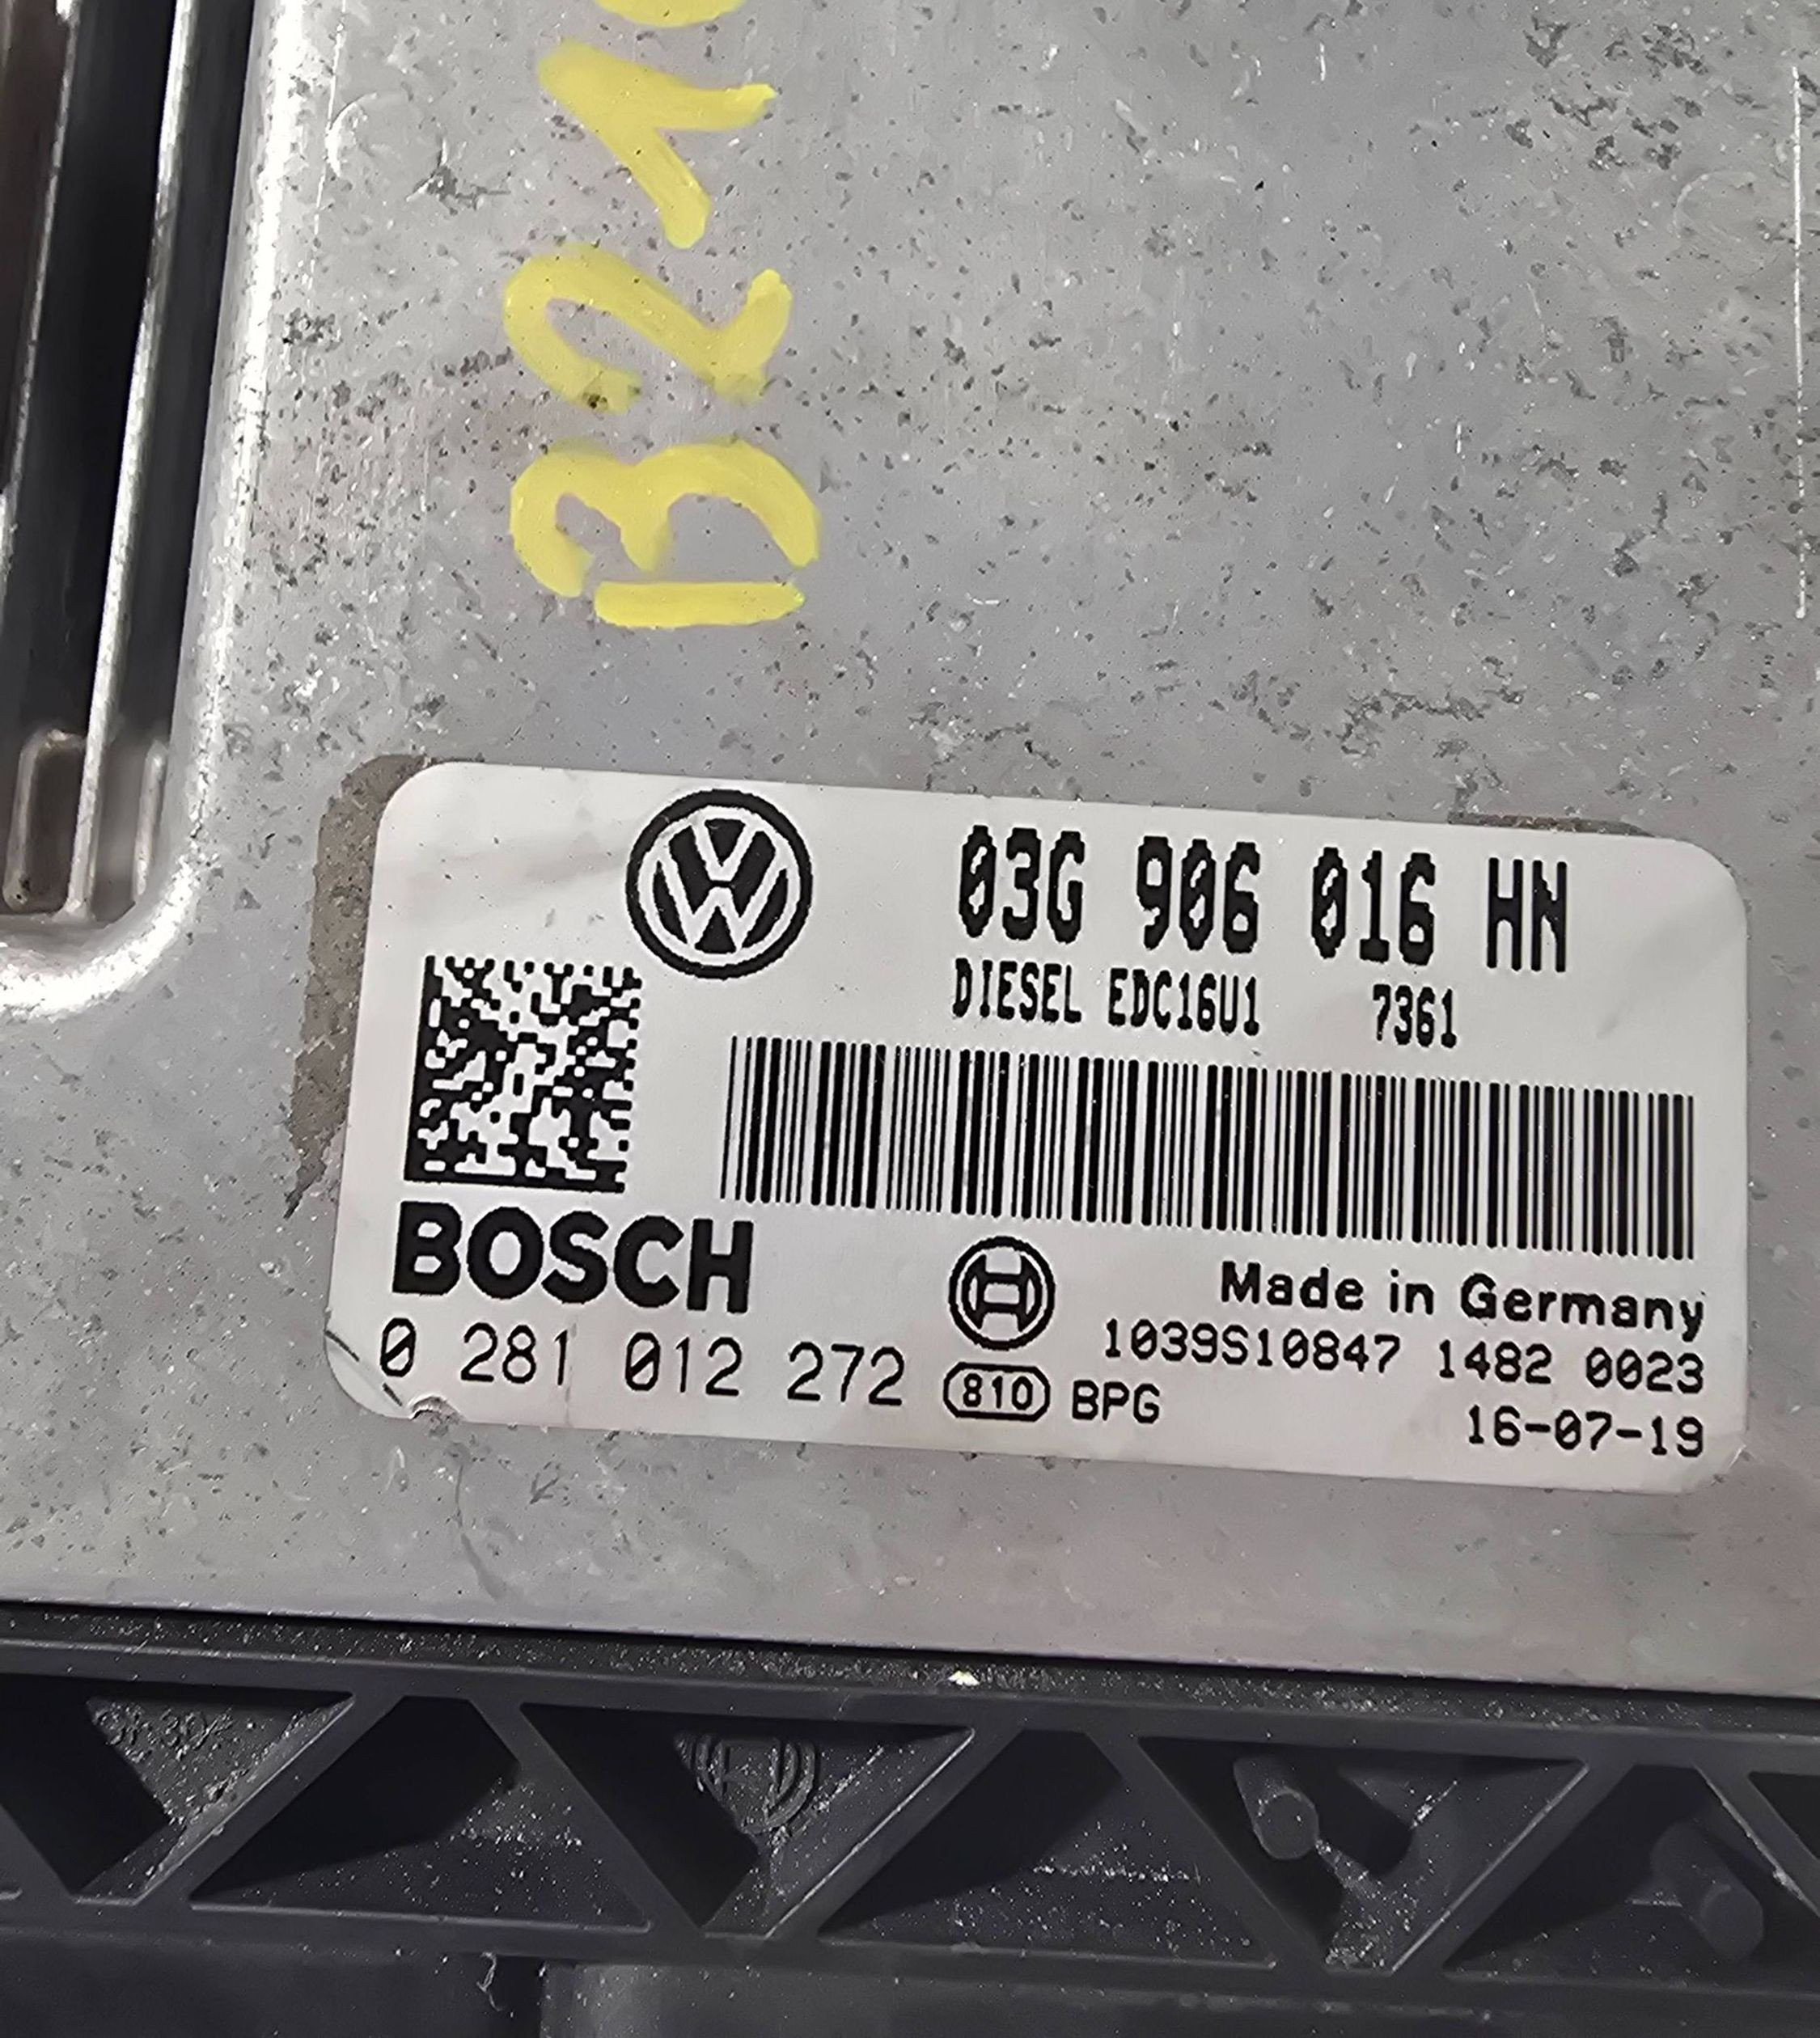 B21
03G 906 016 HN
DIESEL EDC16U1 7361
BOSCH
Made in Germany
0 281 012 272
1039S10847 1482 0023
810 BPG
16-07-19